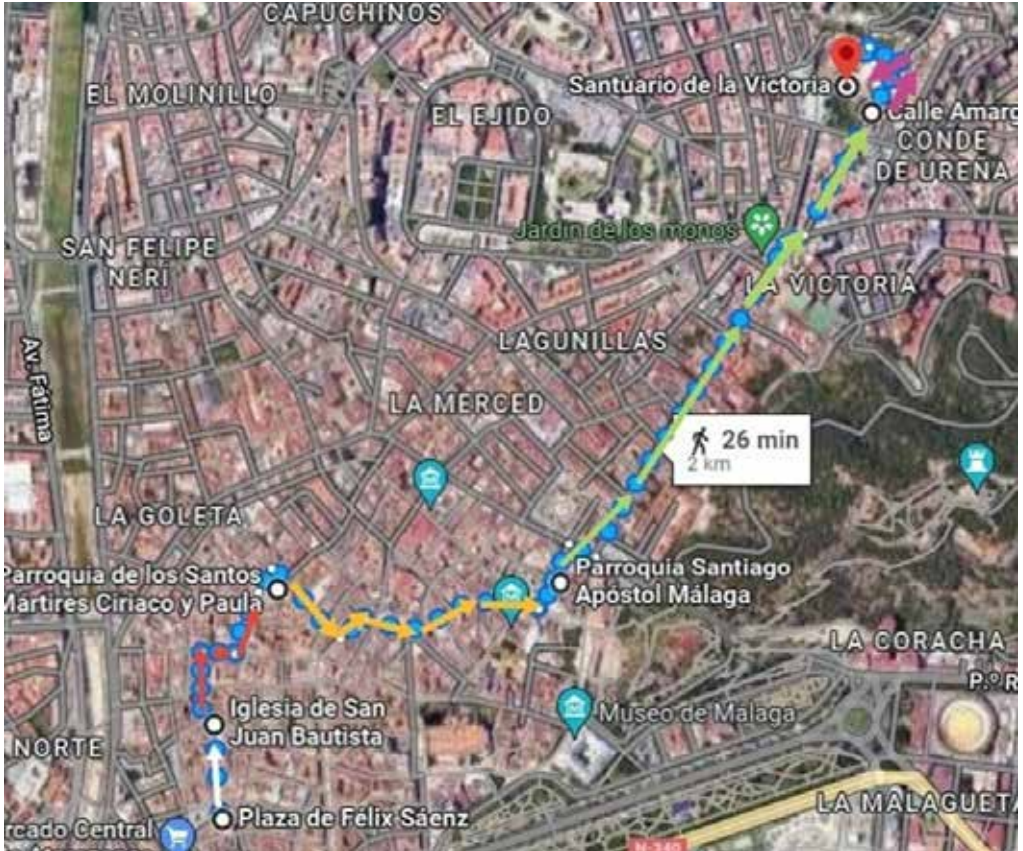 CAPUCHINOS
EL MOLINILLO
Santuario de la Victoria
EL EJIDO
Calle Amarg
CONDE
DE UREÑA
Jardín de los monos
SAN FELIPE
NERI
LA VICTORIA
Av. Fátima
LAGUNILLAS
LA MERCED
26 min
2 km
LA GOLETA
Parroquia de los Santos
Mártires Ciriaco y Paula
Parroquia Santiago
Apóstol Málaga
LA CORACHA
P.º R
Iglesia de San
Juan Bautista
Museo de Málaga
NORTE
Plaza de Félix Sáenz
rcado Central
LA MALAGUETA
N-340